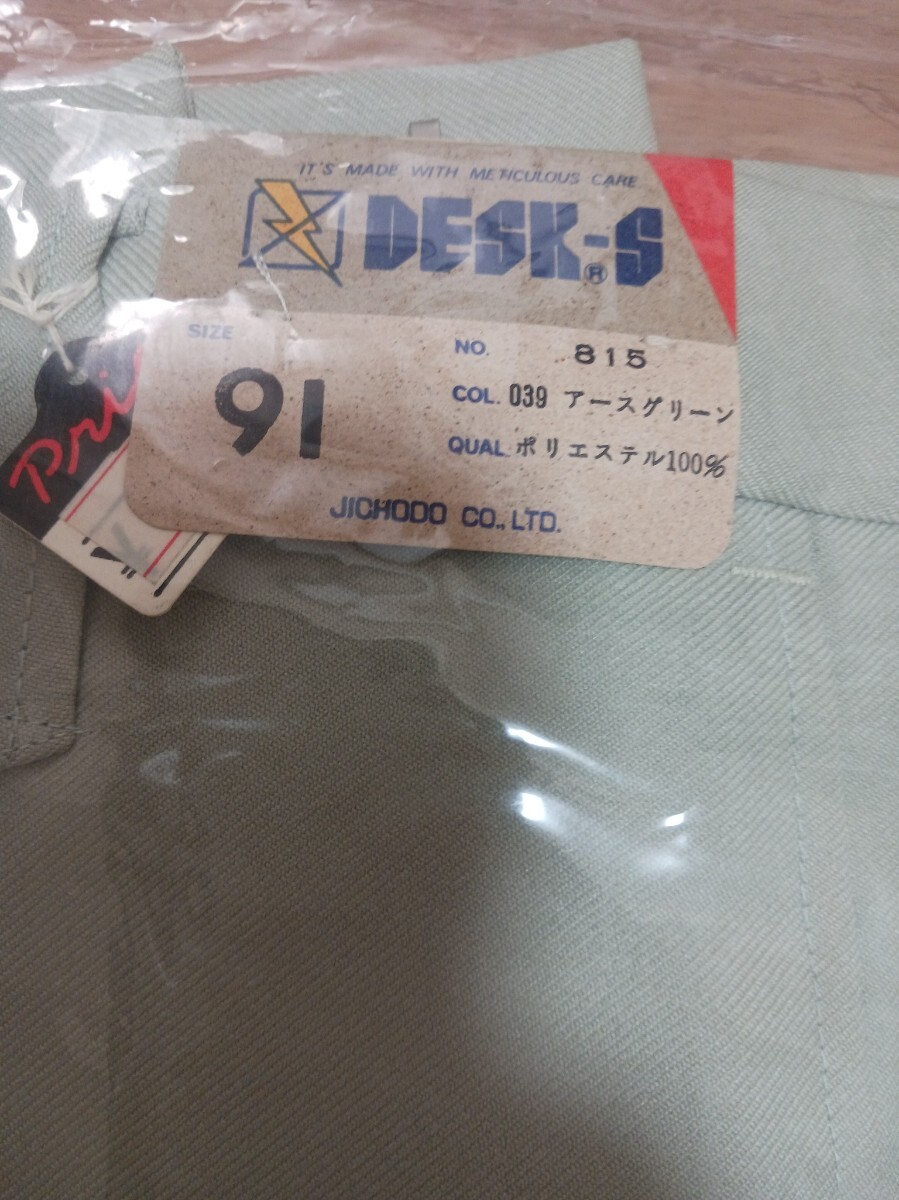 IT'S MADE WITH METICULOUS CARE
DESK-S®
SIZE
91
NO. 815
COL. 039 アースグリーン
QUAL. ポリエステル100%
JICHODO CO., LTD.